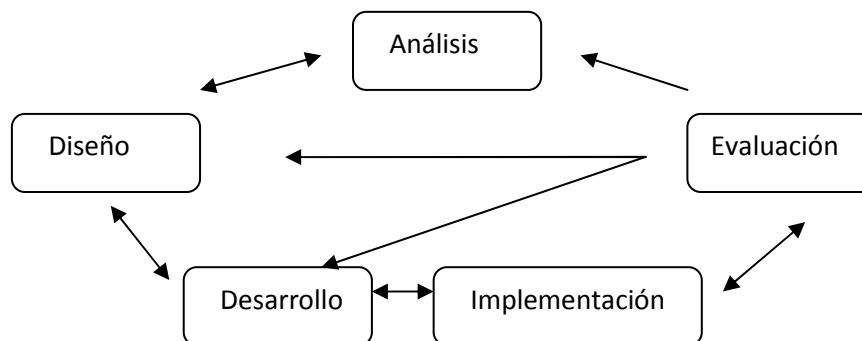 Análisis
Diseño
Evaluación
Desarrollo
Implementación